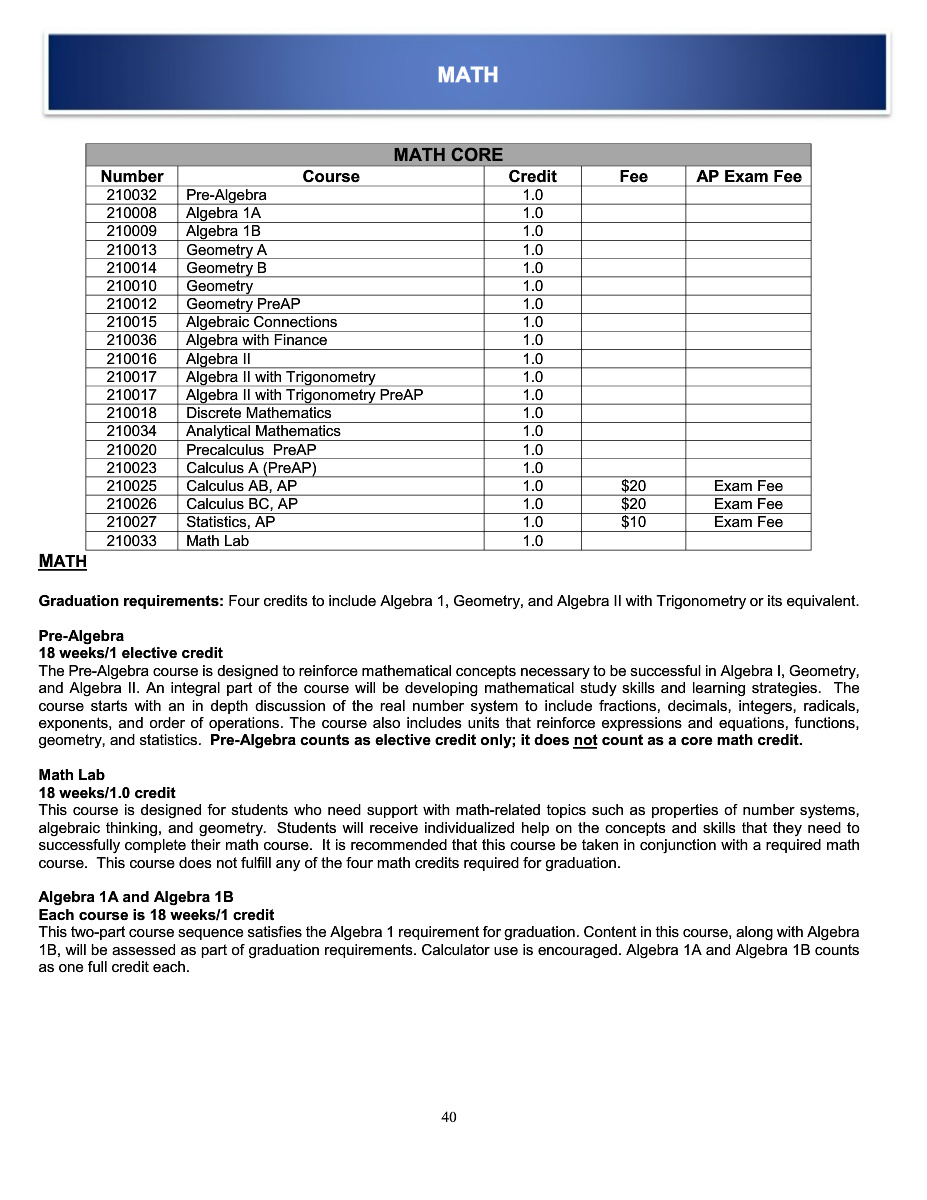 MATH
MATH CORE
Number Course Credit Fee AP Exam Fee
210032 Pre-Algebra 1.0
210008 Algebra 1A 1.0
210009 Algebra 1B 1.0
210013 Geometry A 1.0
210014 Geometry B 1.0
210010 Geometry 1.0
210012 Geometry PreAP 1.0
210015 Algebraic Connections 1.0
210036 Algebra with Finance 1.0
210016 Algebra II 1.0
210017 Algebra II with Trigonometry 1.0
210017 Algebra II with Trigonometry PreAP 1.0
210018 Discrete Mathematics 1.0
210034 Analytical Mathematics 1.0
210020 Precalculus PreAP 1.0
210023 Calculus A (PreAP) 1.0
210025 Calculus AB, AP 1.0 $20 Exam Fee
210026 Calculus BC, AP 1.0 $20 Exam Fee
210027 Statistics, AP 1.0 $10 Exam Fee
210033 Math Lab 1.0
MATH
Graduation requirements: Four credits to include Algebra 1, Geometry, and Algebra II with Trigonometry or its equivalent.
Pre-Algebra
18 weeks/1 elective credit
The Pre-Algebra course is designed to reinforce mathematical concepts necessary to be successful in Algebra I, Geometry,
and Algebra II. An integral part of the course will be developing mathematical study skills and learning strategies. The
course starts with an in depth discussion of the real number system to include fractions, decimals, integers, radicals,
exponents, and order of operations. The course also includes units that reinforce expressions and equations, functions,
geometry, and statistics. Pre-Algebra counts as elective credit only; it does not count as a core math credit.
Math Lab
18 weeks/1.0 credit
This course is designed for students who need support with math-related topics such as properties of number systems,
algebraic thinking, and geometry. Students will receive individualized help on the concepts and skills that they need to
successfully complete their math course. It is recommended that this course be taken in conjunction with a required math
course. This course does not fulfill any of the four math credits required for graduation.
Algebra 1A and Algebra 1B
Each course is 18 weeks/1 credit
This two-part course sequence satisfies the Algebra 1 requirement for graduation. Content in this course, along with Algebra
1B, will be assessed as part of graduation requirements. Calculator use is encouraged. Algebra 1A and Algebra 1B counts
as one full credit each.
40